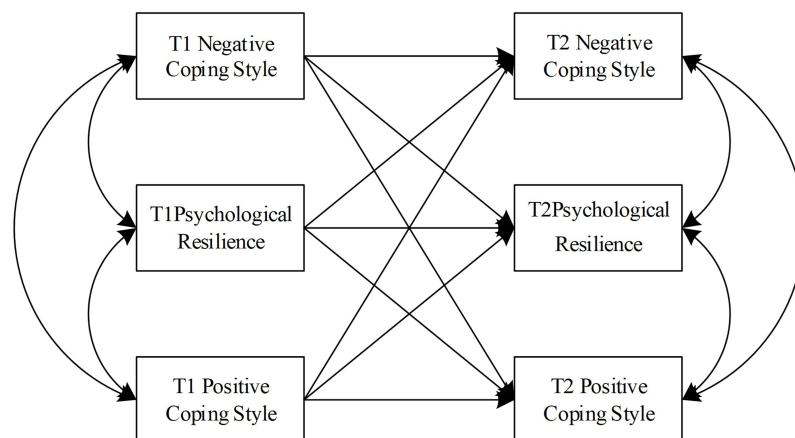 T1 Negative
Coping Style
T2 Negative
Coping Style
T1Psychological
Resilience
T2Psychological
Resilience
T1 Positive
Coping Style
T2 Positive
Coping Style